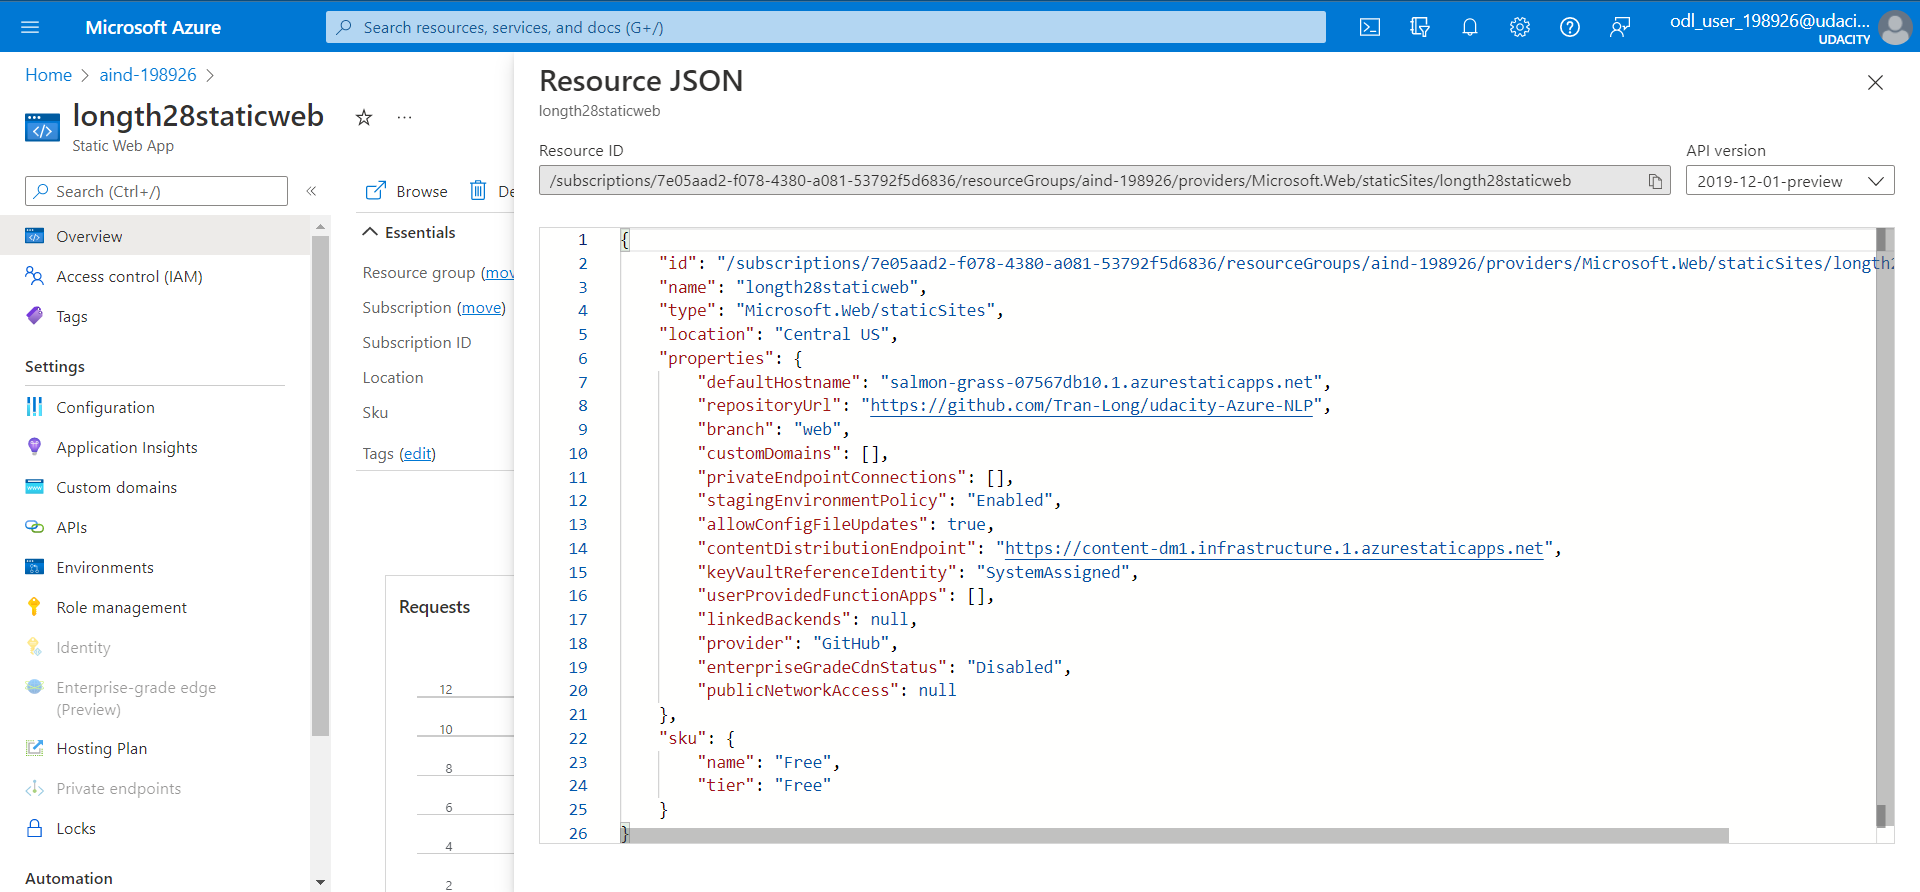 Microsoft Azure
Search resources, services, and docs (G+/)
odl_user_198926@udaci...
UDACITY
Home > aind-198926 >
longth28staticweb
Static Web App
Search (Ctrl+/)
Overview
Access control (IAM)
Tags
Settings
Configuration
Application Insights
Custom domains
APIs
Environments
Role management
Identity
Enterprise-grade edge
(Preview)
Hosting Plan
Private endpoints
Locks
Automation
Browse
De
Essentials
Resource group (mov
Subscription (move)
Subscription ID
Location
Sku
Tags (edit)
Requests
12
10
8
6
4
2
Resource JSON
longth28staticweb
Resource ID
/subscriptions/7e05aad2-f078-4380-a081-53792f5d6836/resourceGroups/aind-198926/providers/Microsoft.Web/staticSites/longth28staticweb
API version
2019-12-01-preview
1 {
2 "id": "/subscriptions/7e05aad2-f078-4380-a081-53792f5d6836/resourceGroups/aind-198926/providers/Microsoft.Web/staticSites/longth2
3 "name": "longth28staticweb",
4 "type": "Microsoft.Web/staticSites",
5 "location": "Central US",
6 "properties": {
7 "defaultHostname": "salmon-grass-07567db10.1.azurestaticapps.net",
8 "repositoryUrl": "https://github.com/Tran-Long/udacity-Azure-NLP",
9 "branch": "web",
10 "customDomains": [],
11 "privateEndpointConnections": [],
12 "stagingEnvironmentPolicy": "Enabled",
13 "allowConfigFileUpdates": true,
14 "contentDistributionEndpoint": "https://content-dm1.infrastructure.1.azurestaticapps.net",
15 "keyVaultReferenceIdentity": "SystemAssigned",
16 "userProvidedFunctionApps": [],
17 "linkedBackends": null,
18 "provider": "GitHub",
19 "enterpriseGradeCdnStatus": "Disabled",
20 "publicNetworkAccess": null
21 },
22 "sku": {
23 "name": "Free",
24 "tier": "Free"
25 }
26 }